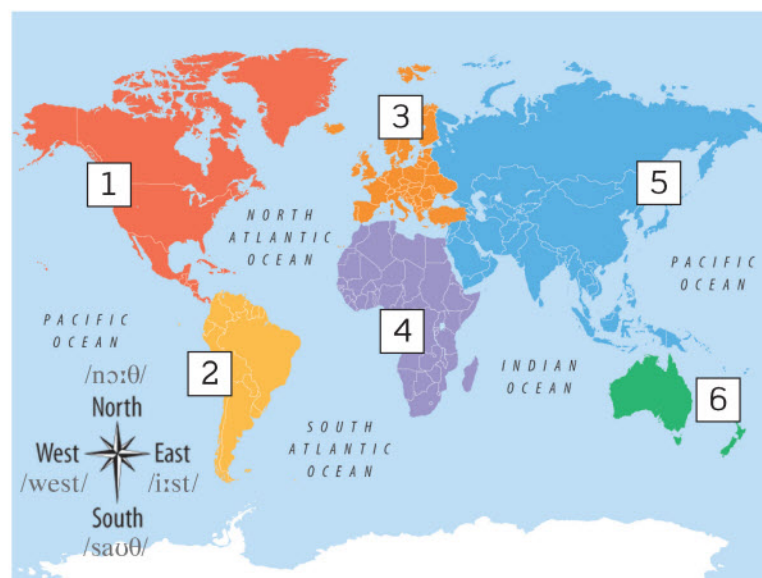 3
1
5
NORTH
ATLANTIC
OCEAN
PACIFIC
OCEAN
4
PACIFIC
OCEAN
2
INDIAN
OCEAN
6
SOUTH
ATLANTIC
OCEAN
/nɔːθ/
North
West
East
/west/
/iːst/
South
/saʊθ/